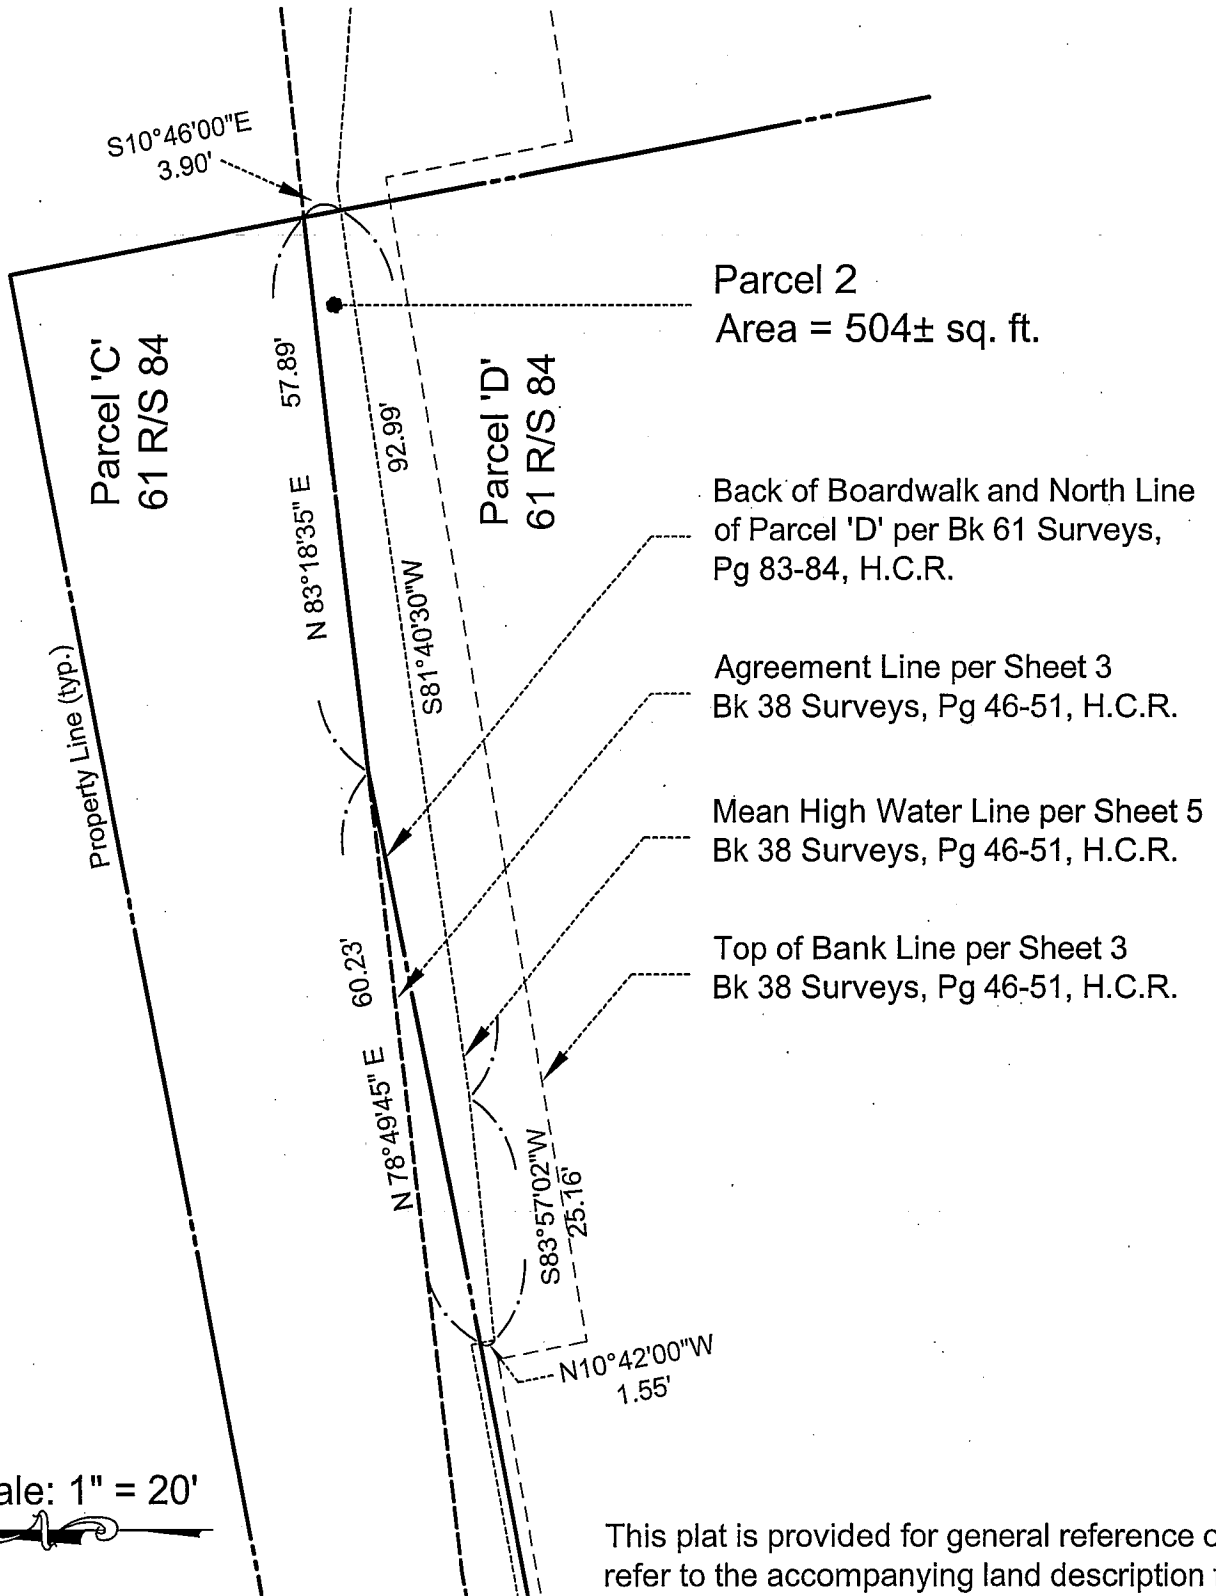 S10°46'00"E
3.90'
Parcel 2
Area = 504± sq. ft.
Parcel 'C'
61 R/S 84
57.89'
N 83°18'35" E
92.99'
S81°40'30"W
Parcel 'D'
61 R/S 84
Back of Boardwalk and North Line
of Parcel 'D' per Bk 61 Surveys,
Pg 83-84, H.C.R.
Property Line (typ.)
Agreement Line per Sheet 3
Bk 38 Surveys, Pg 46-51, H.C.R.
Mean High Water Line per Sheet 5
Bk 38 Surveys, Pg 46-51, H.C.R.
Top of Bank Line per Sheet 3
Bk 38 Surveys, Pg 46-51, H.C.R.
60.23'
N 78°49'45" E
S83°57'02"W
25.16'
N10°42'00"W
1.55'
ale: 1" = 20'
This plat is provided for general reference o
refer to the accompanying land description